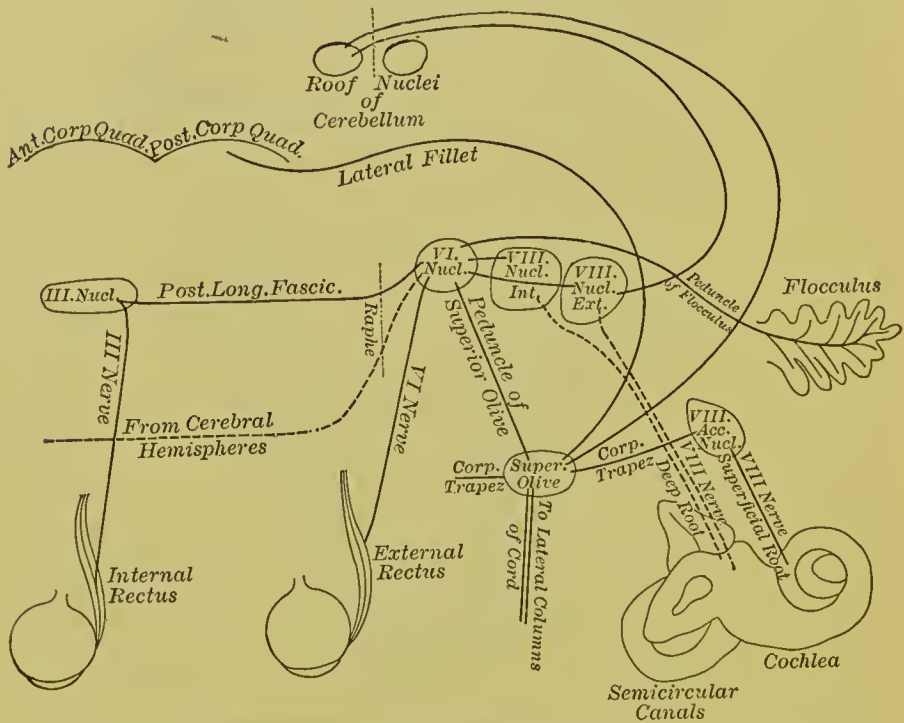 Roof Nuclei
of
Cerebellum
Ant. Corp Quad. Post. Corp Quad.
Lateral Fillet
VI.
Nucl.
VIII.
Nucl.
Int.
VIII.
Nucl.
Ext.
III. Nucl.
Post. Long. Fascic.
Raphe
Peduncle
of Flocculus
Flocculus
III Nerve
VI Nerve
Peduncle of
Superior Olive
From Cerebral
Hemispheres
Corp.
Trapez
Super.
Olive
Corp.
Trapez
VIII.
Acc.
Nucl.
VIII Nerve
Deep Root
VIII Nerve
Superficial Root
To Lateral Columns
of Cord
Internal
Rectus
External
Rectus
Cochlea
Semicircular
Canals